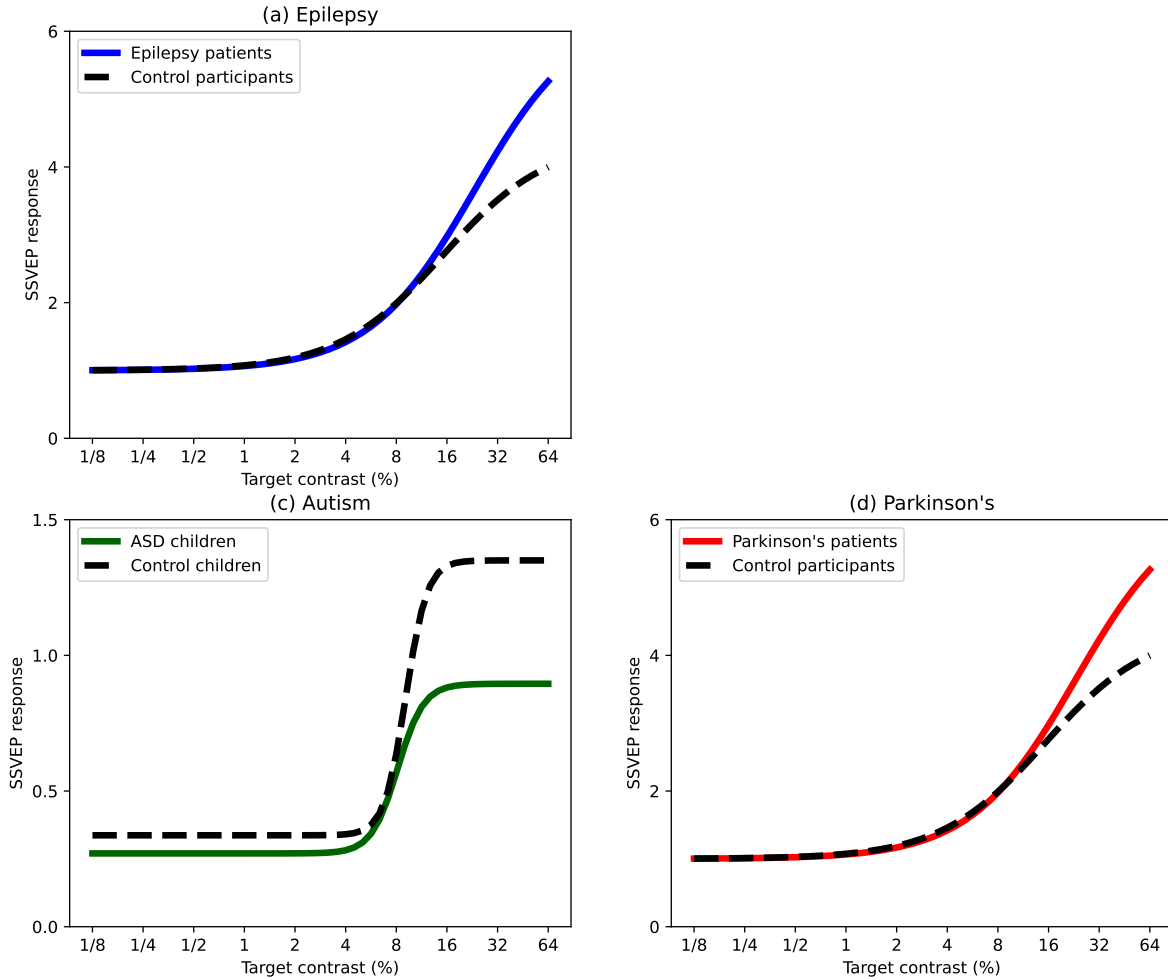 (a) Epilepsy
Epilepsy patients
Control participants
6
4
2
0
SSVEP response
1/8 1/4 1/2 1 2 4 8 16 32 64
Target contrast (%)
(c) Autism
ASD children
Control children
1.5
1.0
0.5
0.0
SSVEP response
1/8 1/4 1/2 1 2 4 8 16 32 64
Target contrast (%)
(d) Parkinson's
Parkinson's patients
Control participants
6
4
2
0
SSVEP response
1/8 1/4 1/2 1 2 4 8 16 32 64
Target contrast (%)